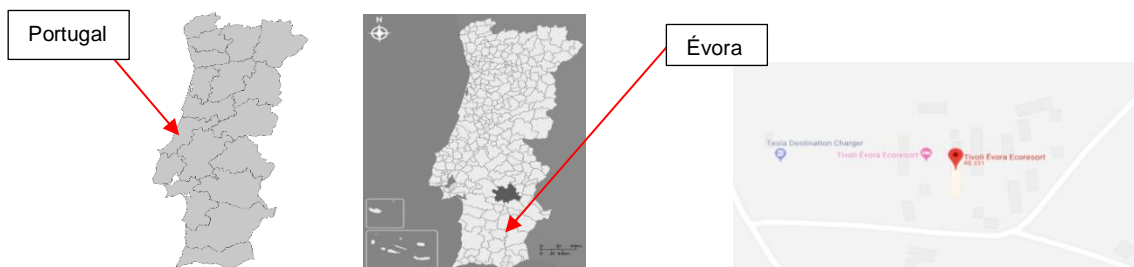 Portugal
N
Évora
Tesla Destination Charger
Tivoli Évora Ecoresort
Tivoli Évora Ecoresort